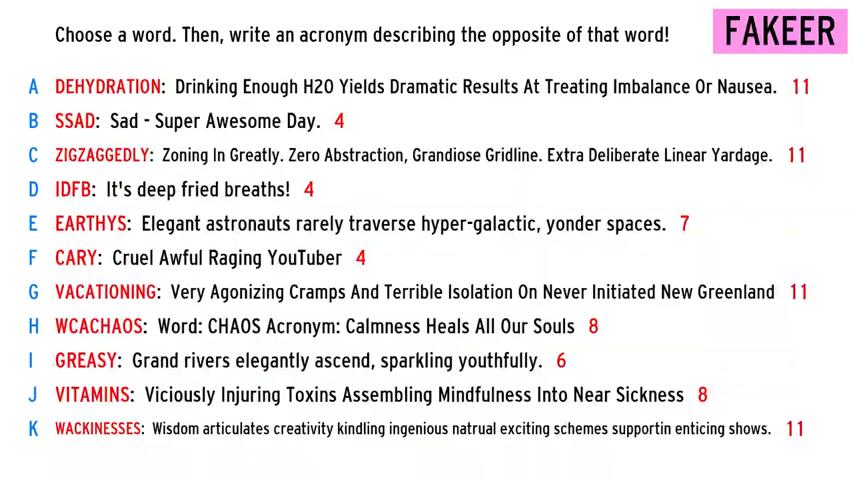 Choose a word. Then, write an acronym describing the opposite of that word! FAKEER
A DEHYDRATION: Drinking Enough H20 Yields Dramatic Results At Treating Imbalance Or Nausea. 11
B SSAD: Sad - Super Awesome Day. 4
C ZIGZAGGEDLY: Zoning In Greatly. Zero Abstraction, Grandiose Gridline. Extra Deliberate Linear Yardage. 11
D IDFB: It's deep fried breaths! 4
E EARTHYS: Elegant astronauts rarely traverse hyper-galactic, yonder spaces. 7
F CARY: Cruel Awful Raging YouTuber 4
G VACATIONING: Very Agonizing Cramps And Terrible Isolation On Never Initiated New Greenland 11
H WCACHAOS: Word: CHAOS Acronym: Calmness Heals All Our Souls 8
I GREASY: Grand rivers elegantly ascend, sparkling youthfully. 6
J VITAMINS: Viciously Injuring Toxins Assembling Mindfulness Into Near Sickness 8
K WACKINESSES: Wisdom articulates creativity kindling ingenious natrual exciting schemes supportin enticing shows. 11